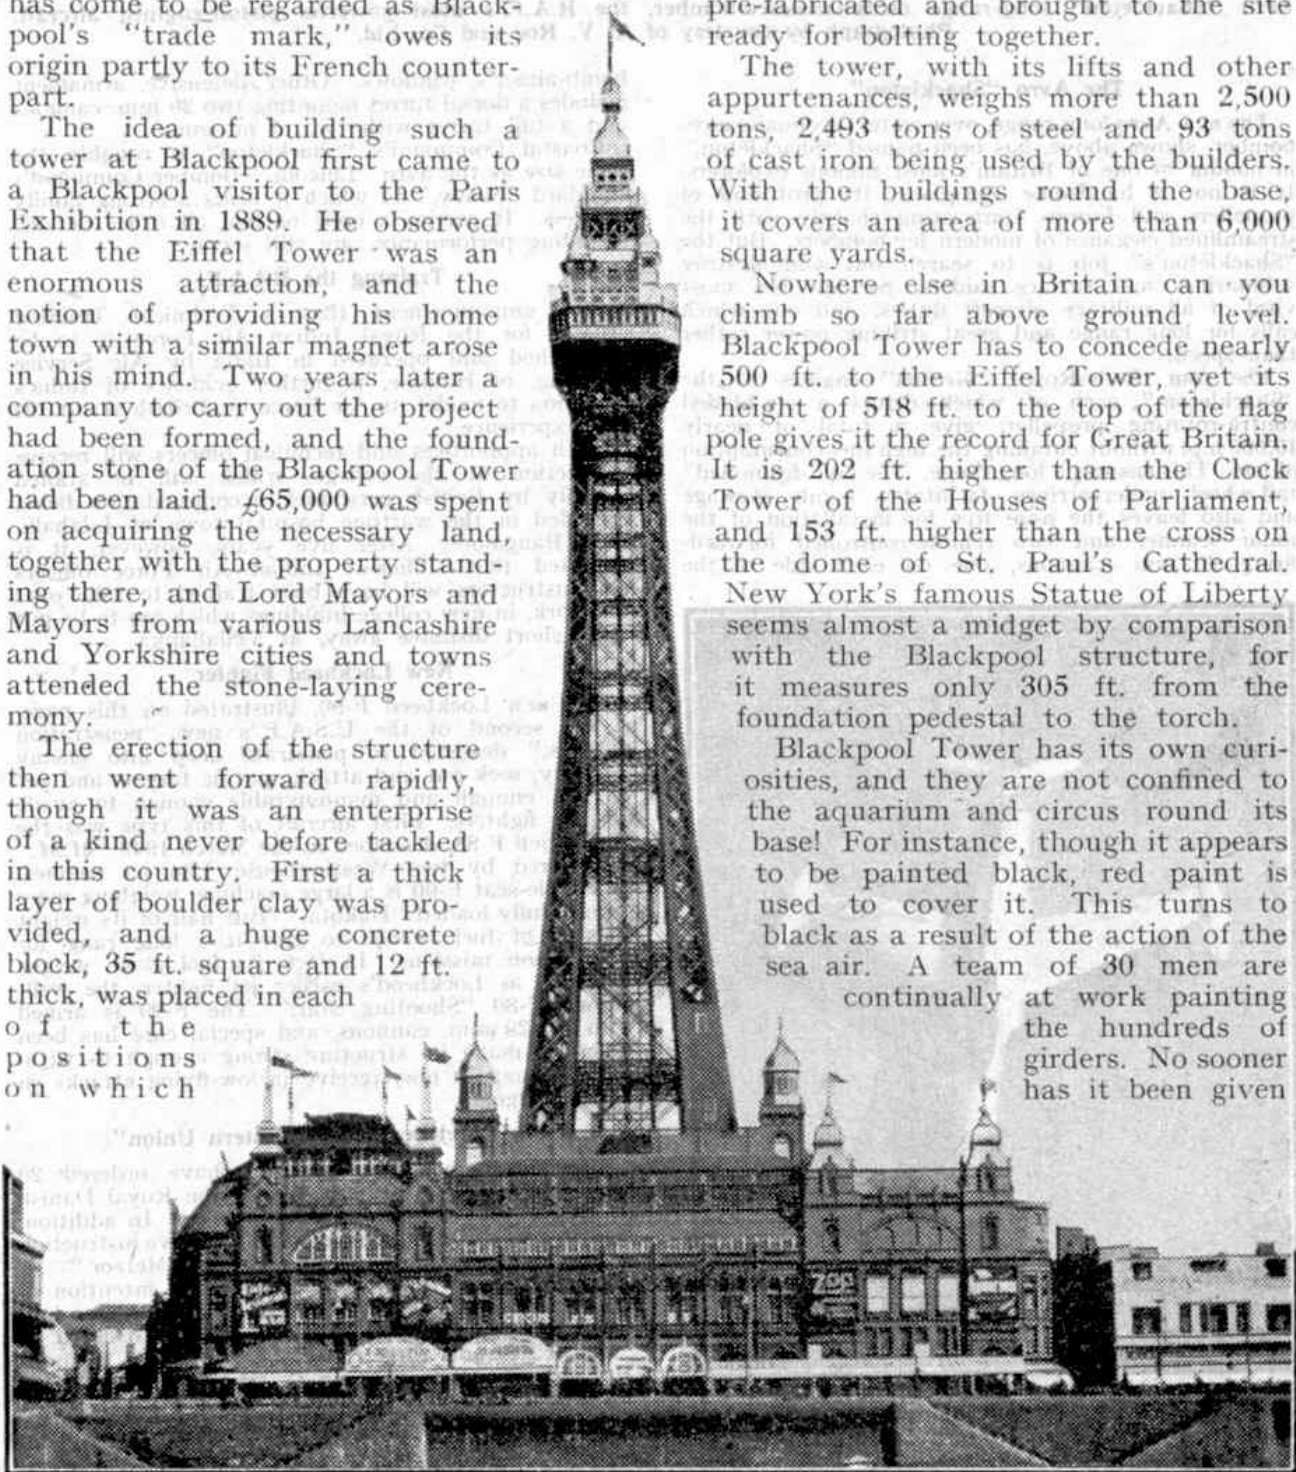 has come to be regarded as Black-
pool's "trade mark," owes its
origin partly to its French counter-
part.
The idea of building such a
tower at Blackpool first came to
a Blackpool visitor to the Paris
Exhibition in 1889. He observed
that the Eiffel Tower was an
enormous attraction, and the
notion of providing his home
town with a similar magnet arose
in his mind. Two years later a
company to carry out the project
had been formed, and the found-
ation stone of the Blackpool Tower
had been laid. £65,000 was spent
on acquiring the necessary land,
together with the property stand-
ing there, and Lord Mayors and
Mayors from various Lancashire
and Yorkshire cities and towns
attended the stone-laying cere-
mony.
The erection of the structure
then went forward rapidly,
though it was an enterprise
of a kind never before tackled
in this country. First a thick
layer of boulder clay was pro-
vided, and a huge concrete
block, 35 ft. square and 12 ft.
thick, was placed in each
of the
positions
on which
pre-fabricated and brought to the site
ready for bolting together.
The tower, with its lifts and other
appurtenances, weighs more than 2,500
tons, 2,493 tons of steel and 93 tons
of cast iron being used by the builders.
With the buildings round the base,
it covers an area of more than 6,000
square yards.
Nowhere else in Britain can you
climb so far above ground level.
Blackpool Tower has to concede nearly
500 ft. to the Eiffel Tower, yet its
height of 518 ft. to the top of the flag
pole gives it the record for Great Britain.
It is 202 ft. higher than the Clock
Tower of the Houses of Parliament,
and 153 ft. higher than the cross on
the dome of St. Paul's Cathedral.
New York's famous Statue of Liberty
seems almost a midget by comparison
with the Blackpool structure, for
it measures only 305 ft. from the
foundation pedestal to the torch.
Blackpool Tower has its own curi-
osities, and they are not confined to
the aquarium and circus round its
base! For instance, though it appears
to be painted black, red paint is
used to cover it. This turns to
black as a result of the action of the
sea air. A team of 30 men are
continually at work painting
the hundreds of
girders. No sooner
has it been given
ZOO
CIRCUS